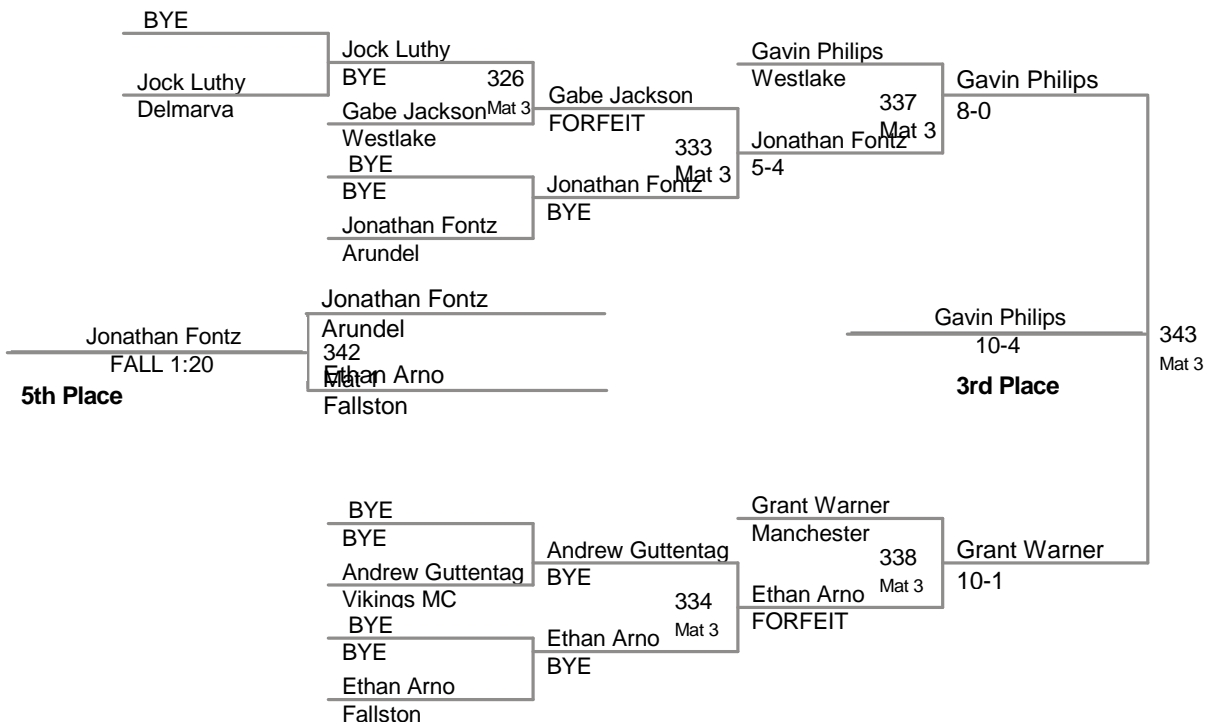 BYE
Jock Luthy
Delmarva
Jock Luthy
BYE
326
Mat 3
Gabe Jackson
Westlake
BYE
BYE
Jonathan Fontz
Arundel
Gabe Jackson
FORFEIT
333
Mat 3
Jonathan Fontz
BYE
Gavin Philips
Westlake
337
Mat 3
Jonathan Fontz
5-4
Gavin Philips
8-0
Jonathan Fontz
FALL 1:20
5th Place
Jonathan Fontz
Arundel
342
Mat 1
Ethan Arno
Fallston
Gavin Philips
10-4
3rd Place
343
Mat 3
BYE
BYE
Andrew Guttentag
Vikings MC
BYE
BYE
Ethan Arno
Fallston
Andrew Guttentag
BYE
334
Mat 3
Ethan Arno
BYE
Grant Warner
Manchester
338
Mat 3
Ethan Arno
FORFEIT
Grant Warner
10-1